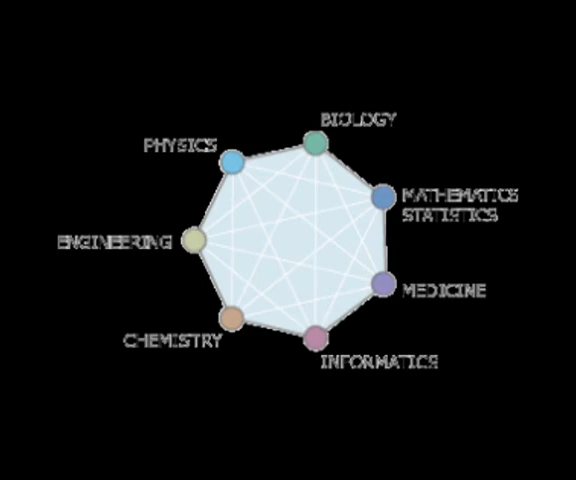 BIOLOGY
PHYSICS
MATHEMATICS
STATISTICS
ENGINEERING
MEDICINE
CHEMISTRY
INFORMATICS